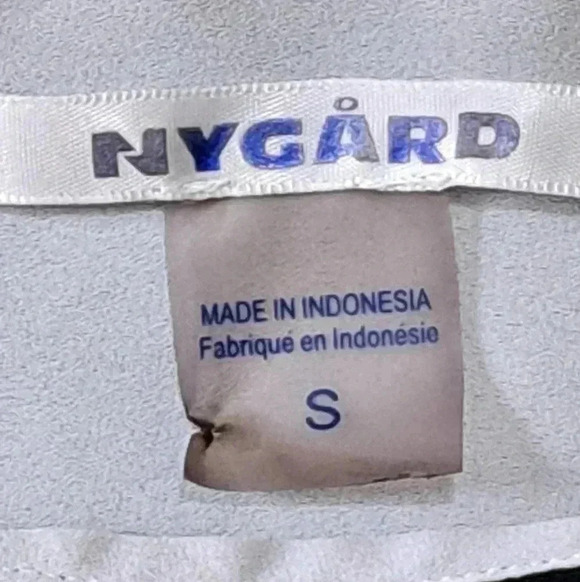 NYGÅRD
MADE IN INDONESIA
Fabriqué en Indonésie
S